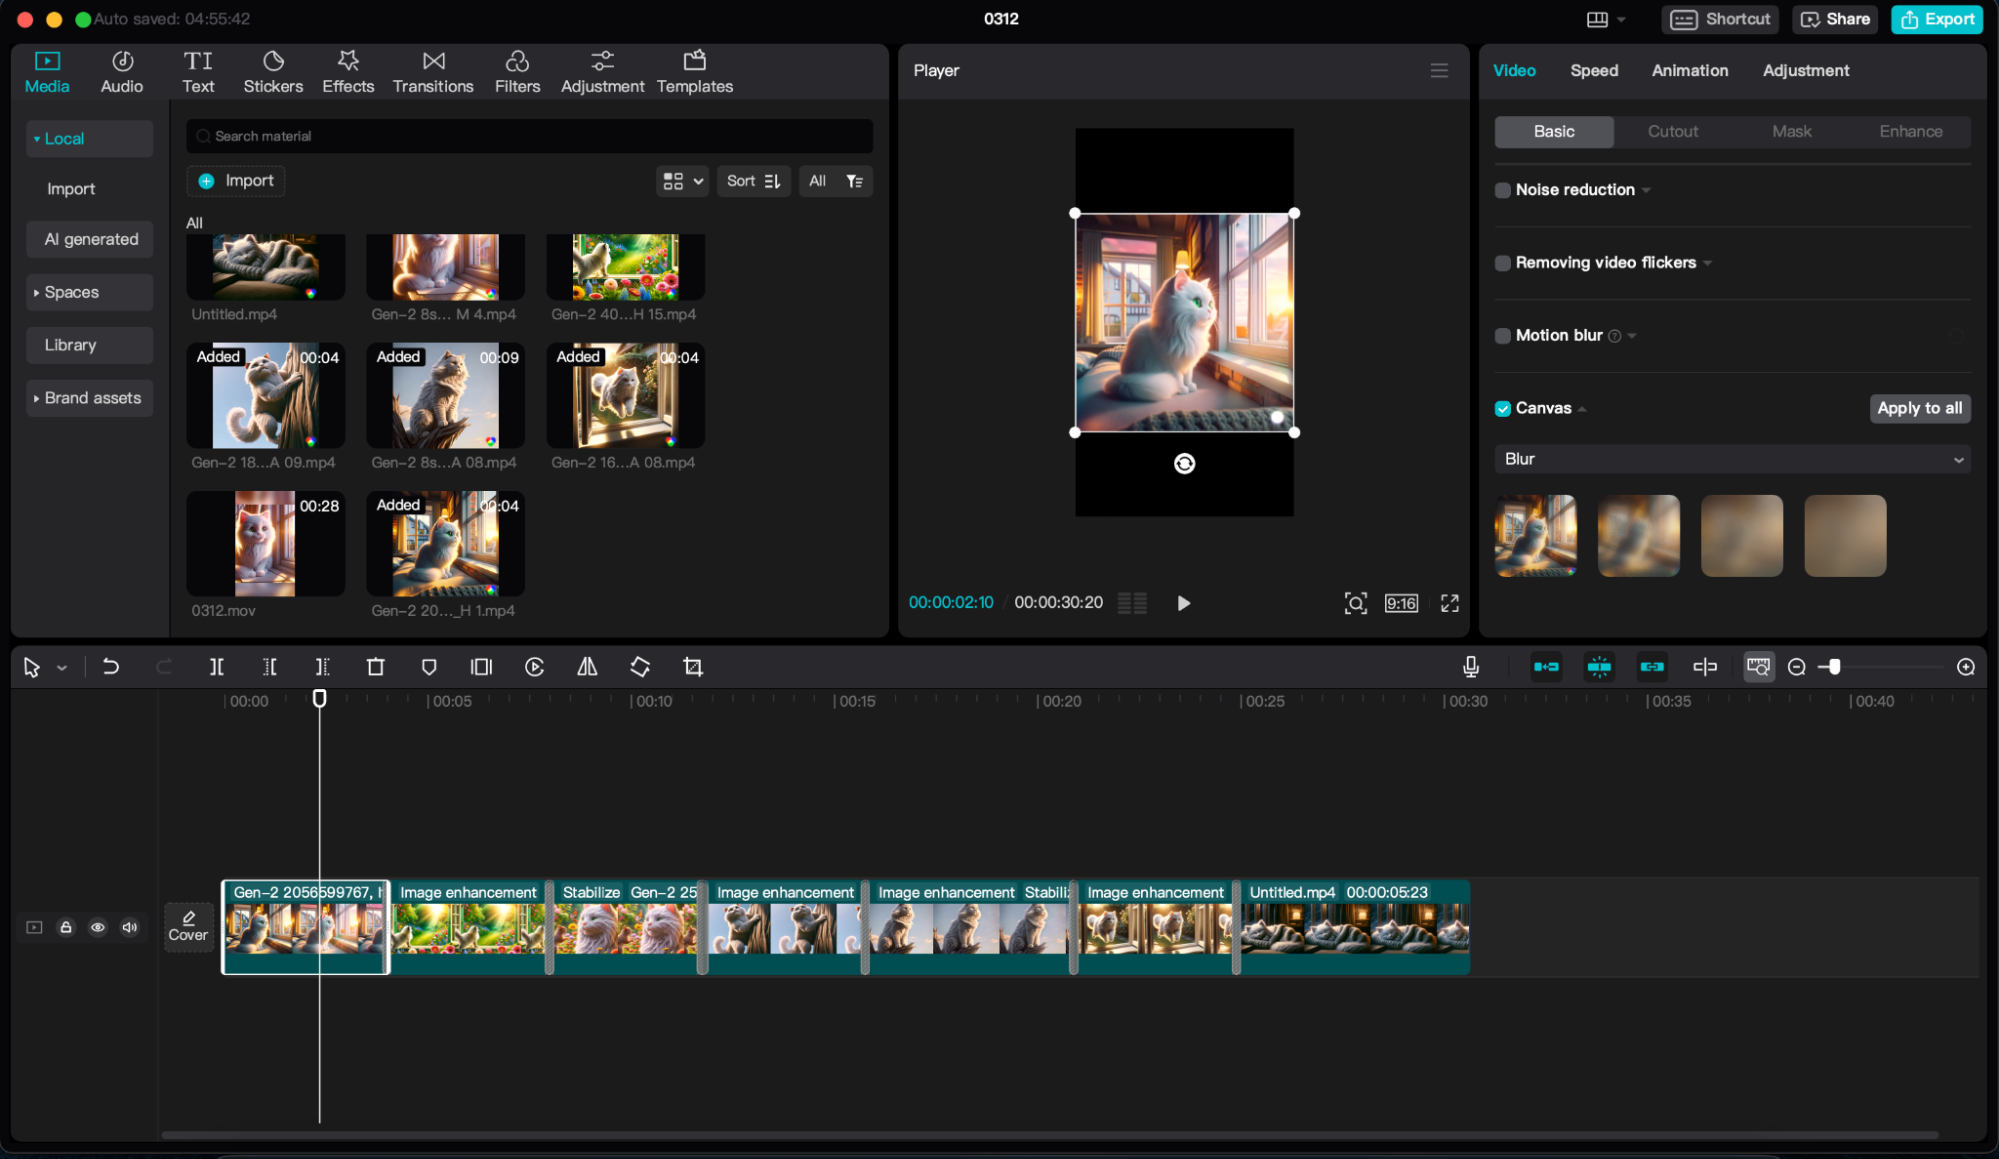 Auto saved: 04:55:42
0312
Shortcut
Share
Export
Media
Audio
Text
Stickers
Effects
Transitions
Filters
Adjustment
Templates
Local
Import
AI generated
Spaces
Library
Brand assets
Search material
Import
Sort
All
All
Untitled.mp4
Gen-2 8s... M 4.mp4
Gen-2 40...H 15.mp4
Added 00:04
Added 00:09
Added 00:04
Gen-2 18...A 09.mp4
Gen-2 8s...A 08.mp4
Gen-2 16...A 08.mp4
00:28
Added 00:04
0312.mov
Gen-2 20..._H 1.mp4
Player
00:00:02:10 / 00:00:30:20
9:16
Video
Speed
Animation
Adjustment
Basic
Cutout
Mask
Enhance
Noise reduction
Removing video flickers
Motion blur ?
Canvas
Apply to all
Blur
00:00
00:05
00:10
00:15
00:20
00:25
00:30
00:35
00:40
Cover
Gen-2 2056599767,
Image enhancement
Stabilize Gen-2 25
Image enhancement
Image enhancement Stabili
Image enhancement
Untitled.mp4 00:00:05:23